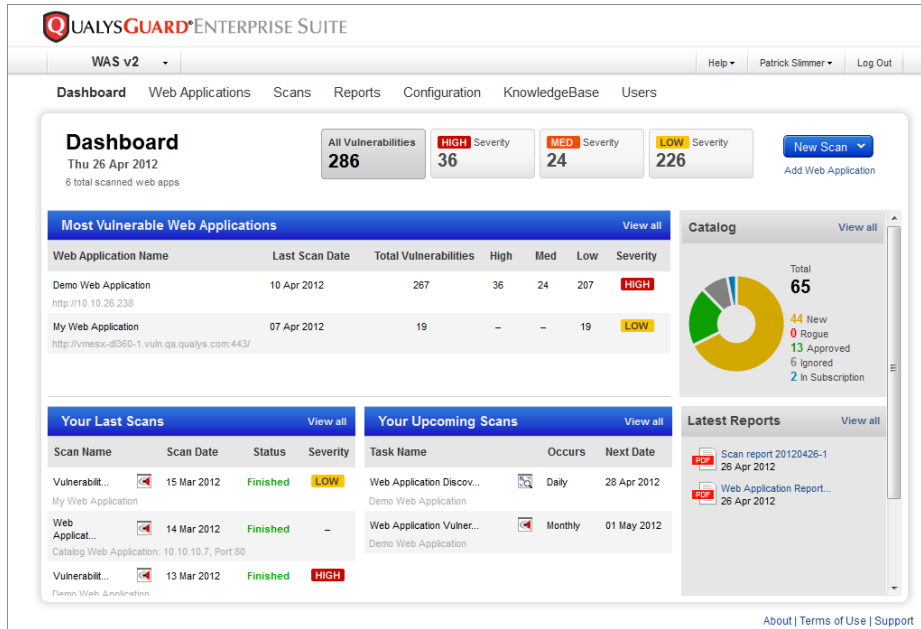 QUALYSGUARD® ENTERPRISE SUITE
WAS v2
Help
Patrick Slimmer
Log Out
Dashboard
Web Applications
Scans
Reports
Configuration
KnowledgeBase
Users
Dashboard
Thu 26 Apr 2012
6 total scanned web apps
All Vulnerabilities
286
HIGH Severity
36
MED Severity
24
LOW Severity
226
New Scan
Add Web Application
Most Vulnerable Web Applications View all
Web Application Name Last Scan Date Total Vulnerabilities High Med Low Severity
Demo Web Application 10 Apr 2012 267 36 24 207 HIGH
http://10.10.26.238
My Web Application 07 Apr 2012 19 – – 19 LOW
http://vmesx-dl360-1.vuln.qa.qualys.com:443/
Catalog View all
Total
65
44 New
0 Rogue
13 Approved
6 Ignored
2 In Subscription
Your Last Scans View all
Scan Name Scan Date Status Severity
Vulnerabilit... 15 Mar 2012 Finished LOW
My Web Application
Web Applicat... 14 Mar 2012 Finished –
Catalog Web Application: 10.10.10.7, Port 80
Vulnerabilit... 13 Mar 2012 Finished HIGH
Demo Web Application
Your Upcoming Scans View all
Task Name Occurs Next Date
Web Application Discov... Daily 28 Apr 2012
Demo Web Application
Web Application Vulner... Monthly 01 May 2012
Demo Web Application
Latest Reports View all
PDF Scan report 20120426-1
26 Apr 2012
PDF Web Application Report...
26 Apr 2012
About | Terms of Use | Support